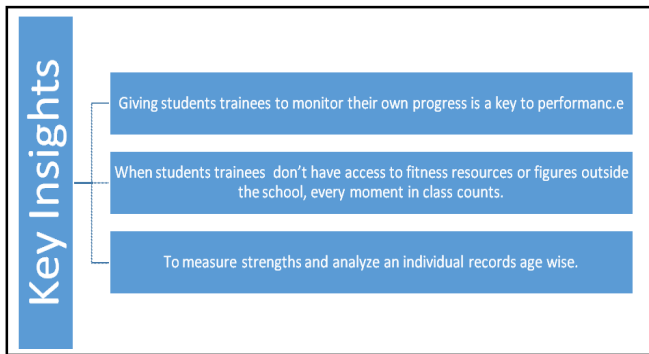 Key Insights
Giving students trainees to monitor their own progress is a key to performanc.e
When students trainees don't have access to fitness resources or figures outside
the school, every moment in class counts.
To measure strengths and analyze an individual records age wise.